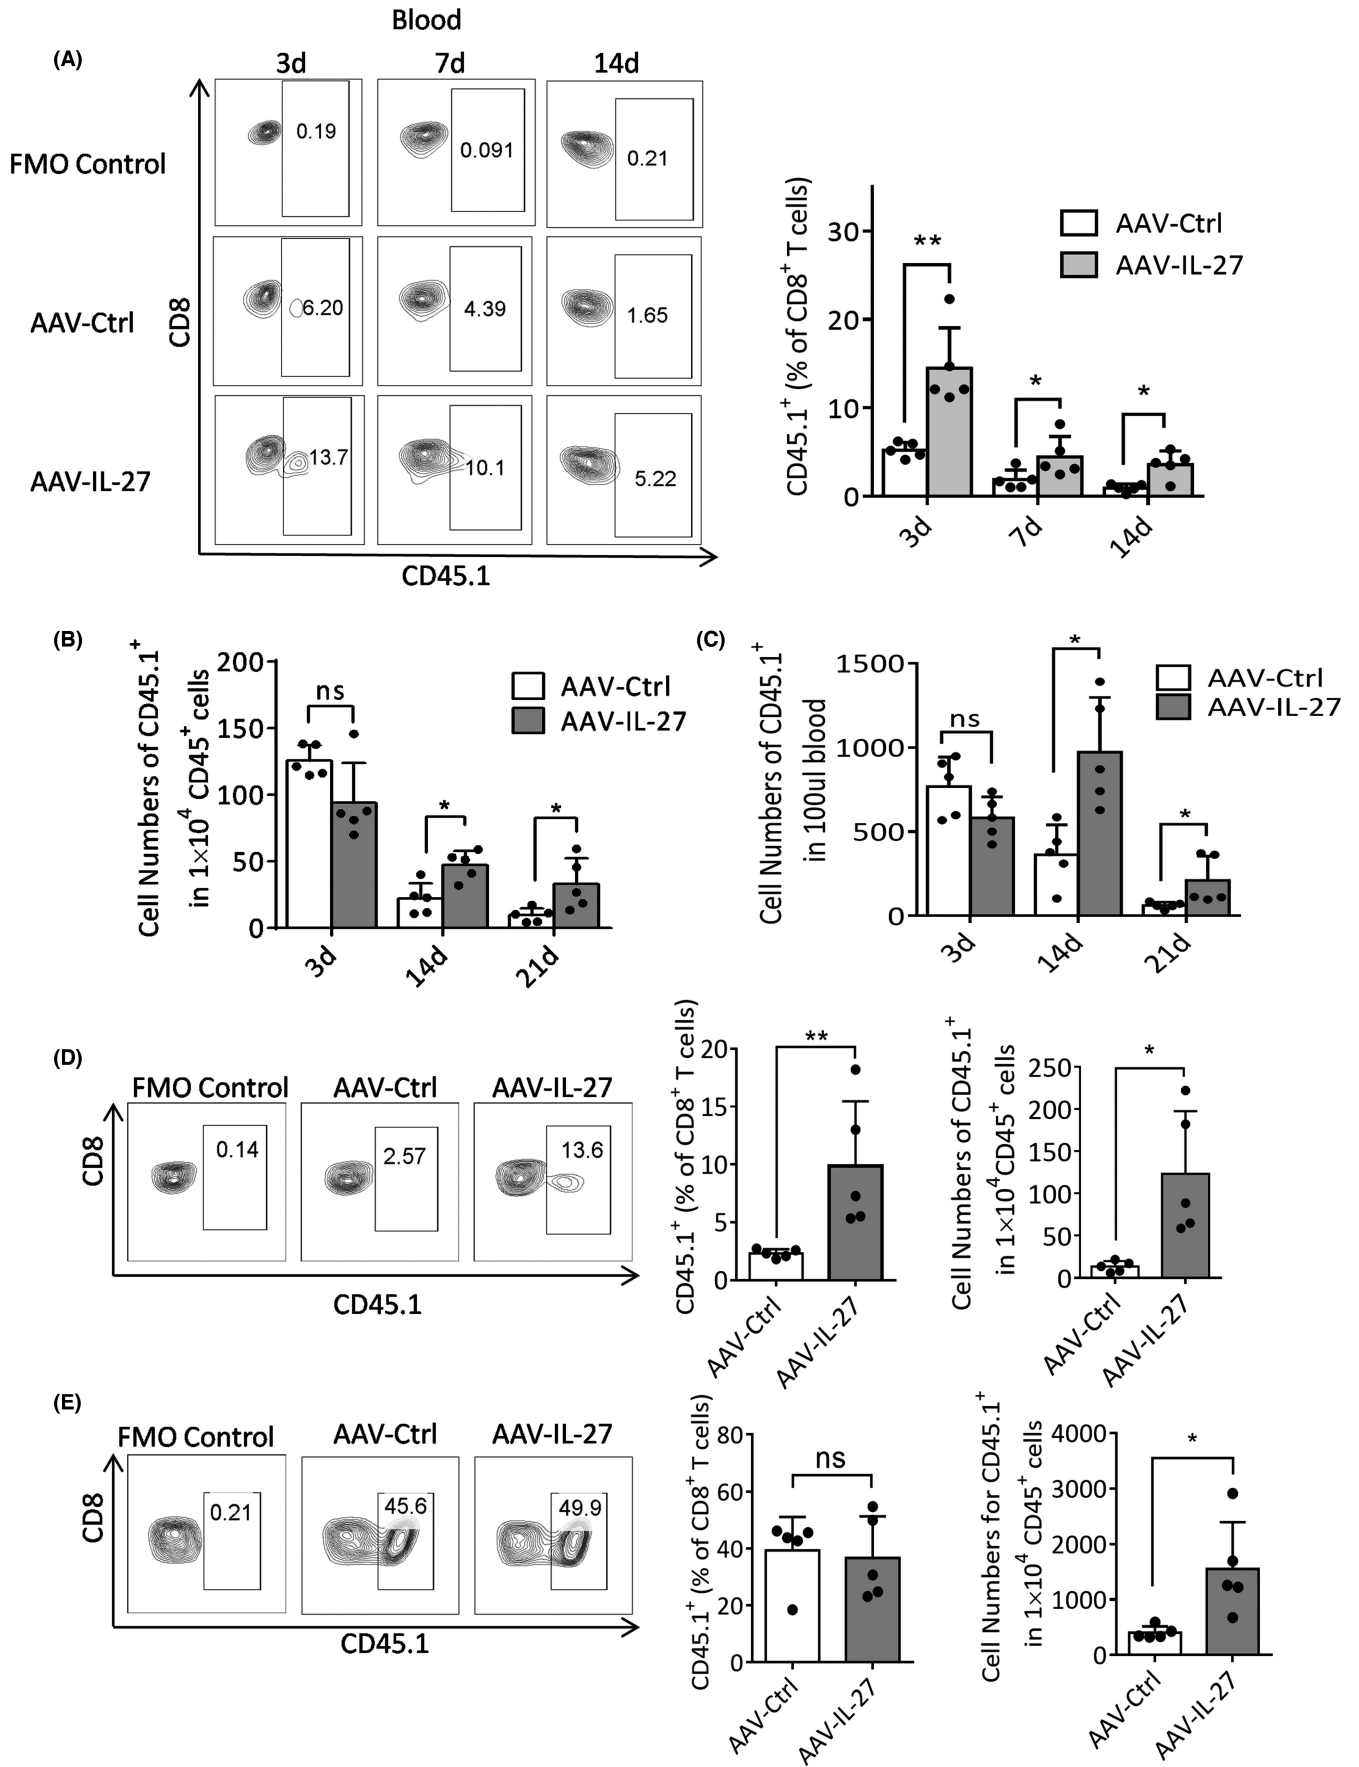 Blood
(A)
3d 7d 14d
FMO Control
0.19
0.091
0.21
AAV-Ctrl
6.20
4.39
1.65
AAV-IL-27
13.7
10.1
5.22
CD8
CD45.1
CD45.1+ (% of CD8+ T cells)
30
20
10
0
** * *
AAV-Ctrl
AAV-IL-27
3d 7d 14d
(B)
Cell Numbers of CD45.1+
in 1×104 CD45+ cells
200
150
100
50
0
ns * *
AAV-Ctrl
AAV-IL-27
3d 14d 21d
(C)
Cell Numbers of CD45.1+
in 100ul blood
1500
1000
500
0
ns * *
AAV-Ctrl
AAV-IL-27
3d 14d 21d
(D)
FMO Control AAV-Ctrl AAV-IL-27
0.14 2.57 13.6
CD8
CD45.1
CD45.1+ (% of CD8+ T cells)
20
15
10
5
0
**
AAV-Ctrl
AAV-IL-27
Cell Numbers of CD45.1+
in 1×104CD45+ cells
250
200
150
100
50
0
*
AAV-Ctrl
AAV-IL-27
(E)
FMO Control AAV-Ctrl AAV-IL-27
0.21 45.6 49.9
CD8
CD45.1
CD45.1+ (% of CD8+ T cells)
80
60
40
20
0
ns
AAV-Ctrl
AAV-IL-27
Cell Numbers for CD45.1+
in 1×104 CD45+ cells
4000
3000
2000
1000
0
*
AAV-Ctrl
AAV-IL-27